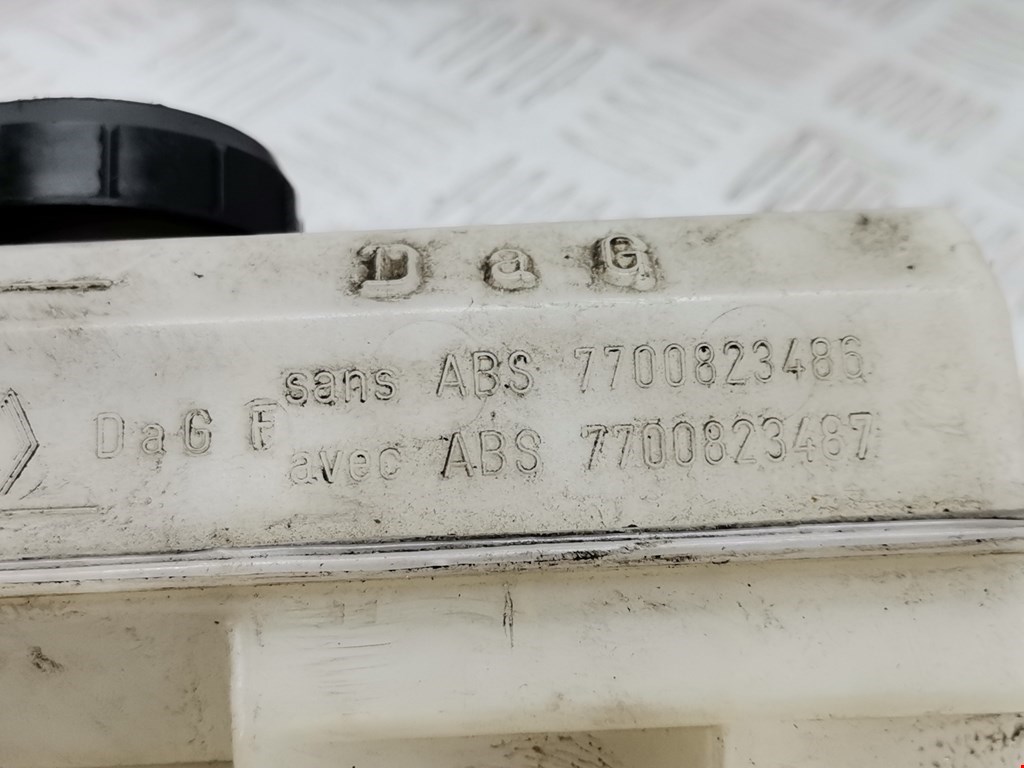 DaG
sans ABS 7700823486
DaG F
avec ABS 7700823487